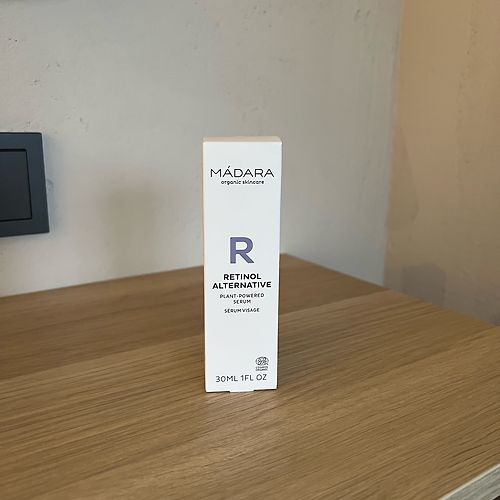 MÁDARA
organic skincare
R
RETINOL
ALTERNATIVE
PLANT-POWERED
SERUM
SÉRUM VISAGE
30ML 1FL OZ